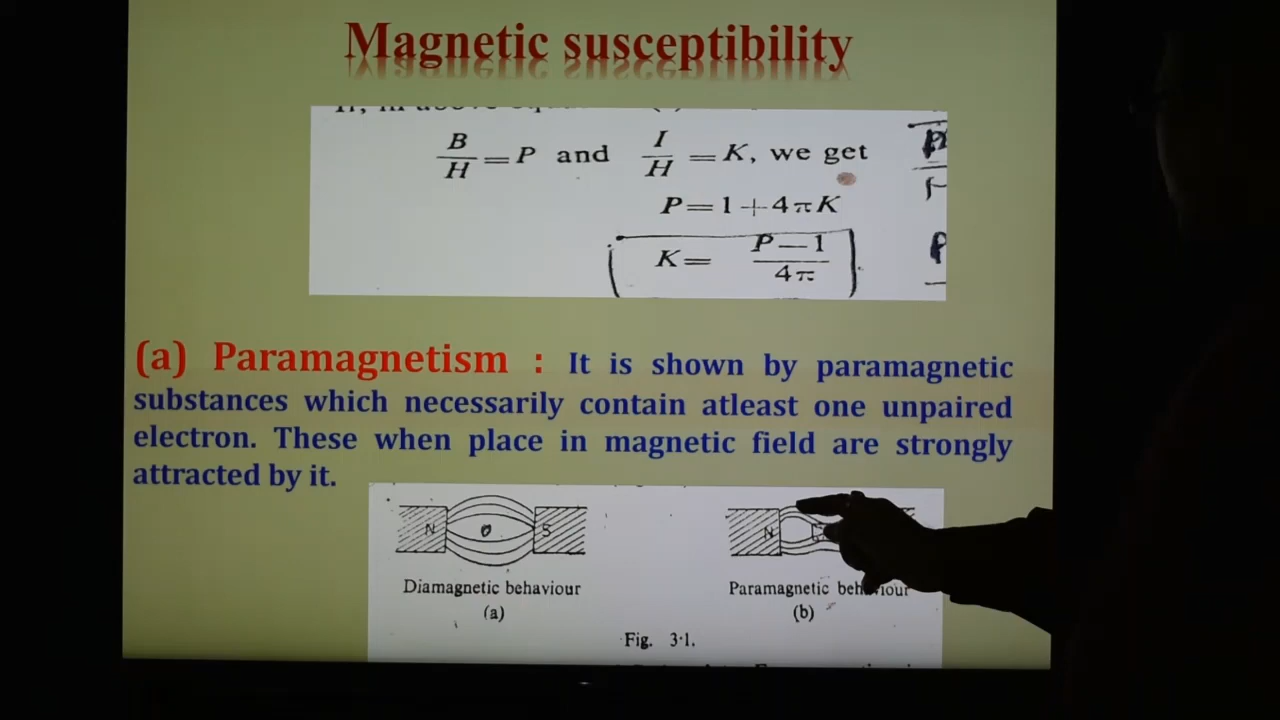 Magnetic susceptibility
B/H = P and I/H = K, we get
P=1+4πK
K= P—1/4π
(a) Paramagnetism : It is shown by paramagnetic
substances which necessarily contain atleast one unpaired
electron. These when place in magnetic field are strongly
attracted by it.
N S N
Diamagnetic behaviour Paramagnetic behaviour
(a) (b)
Fig. 3·1.